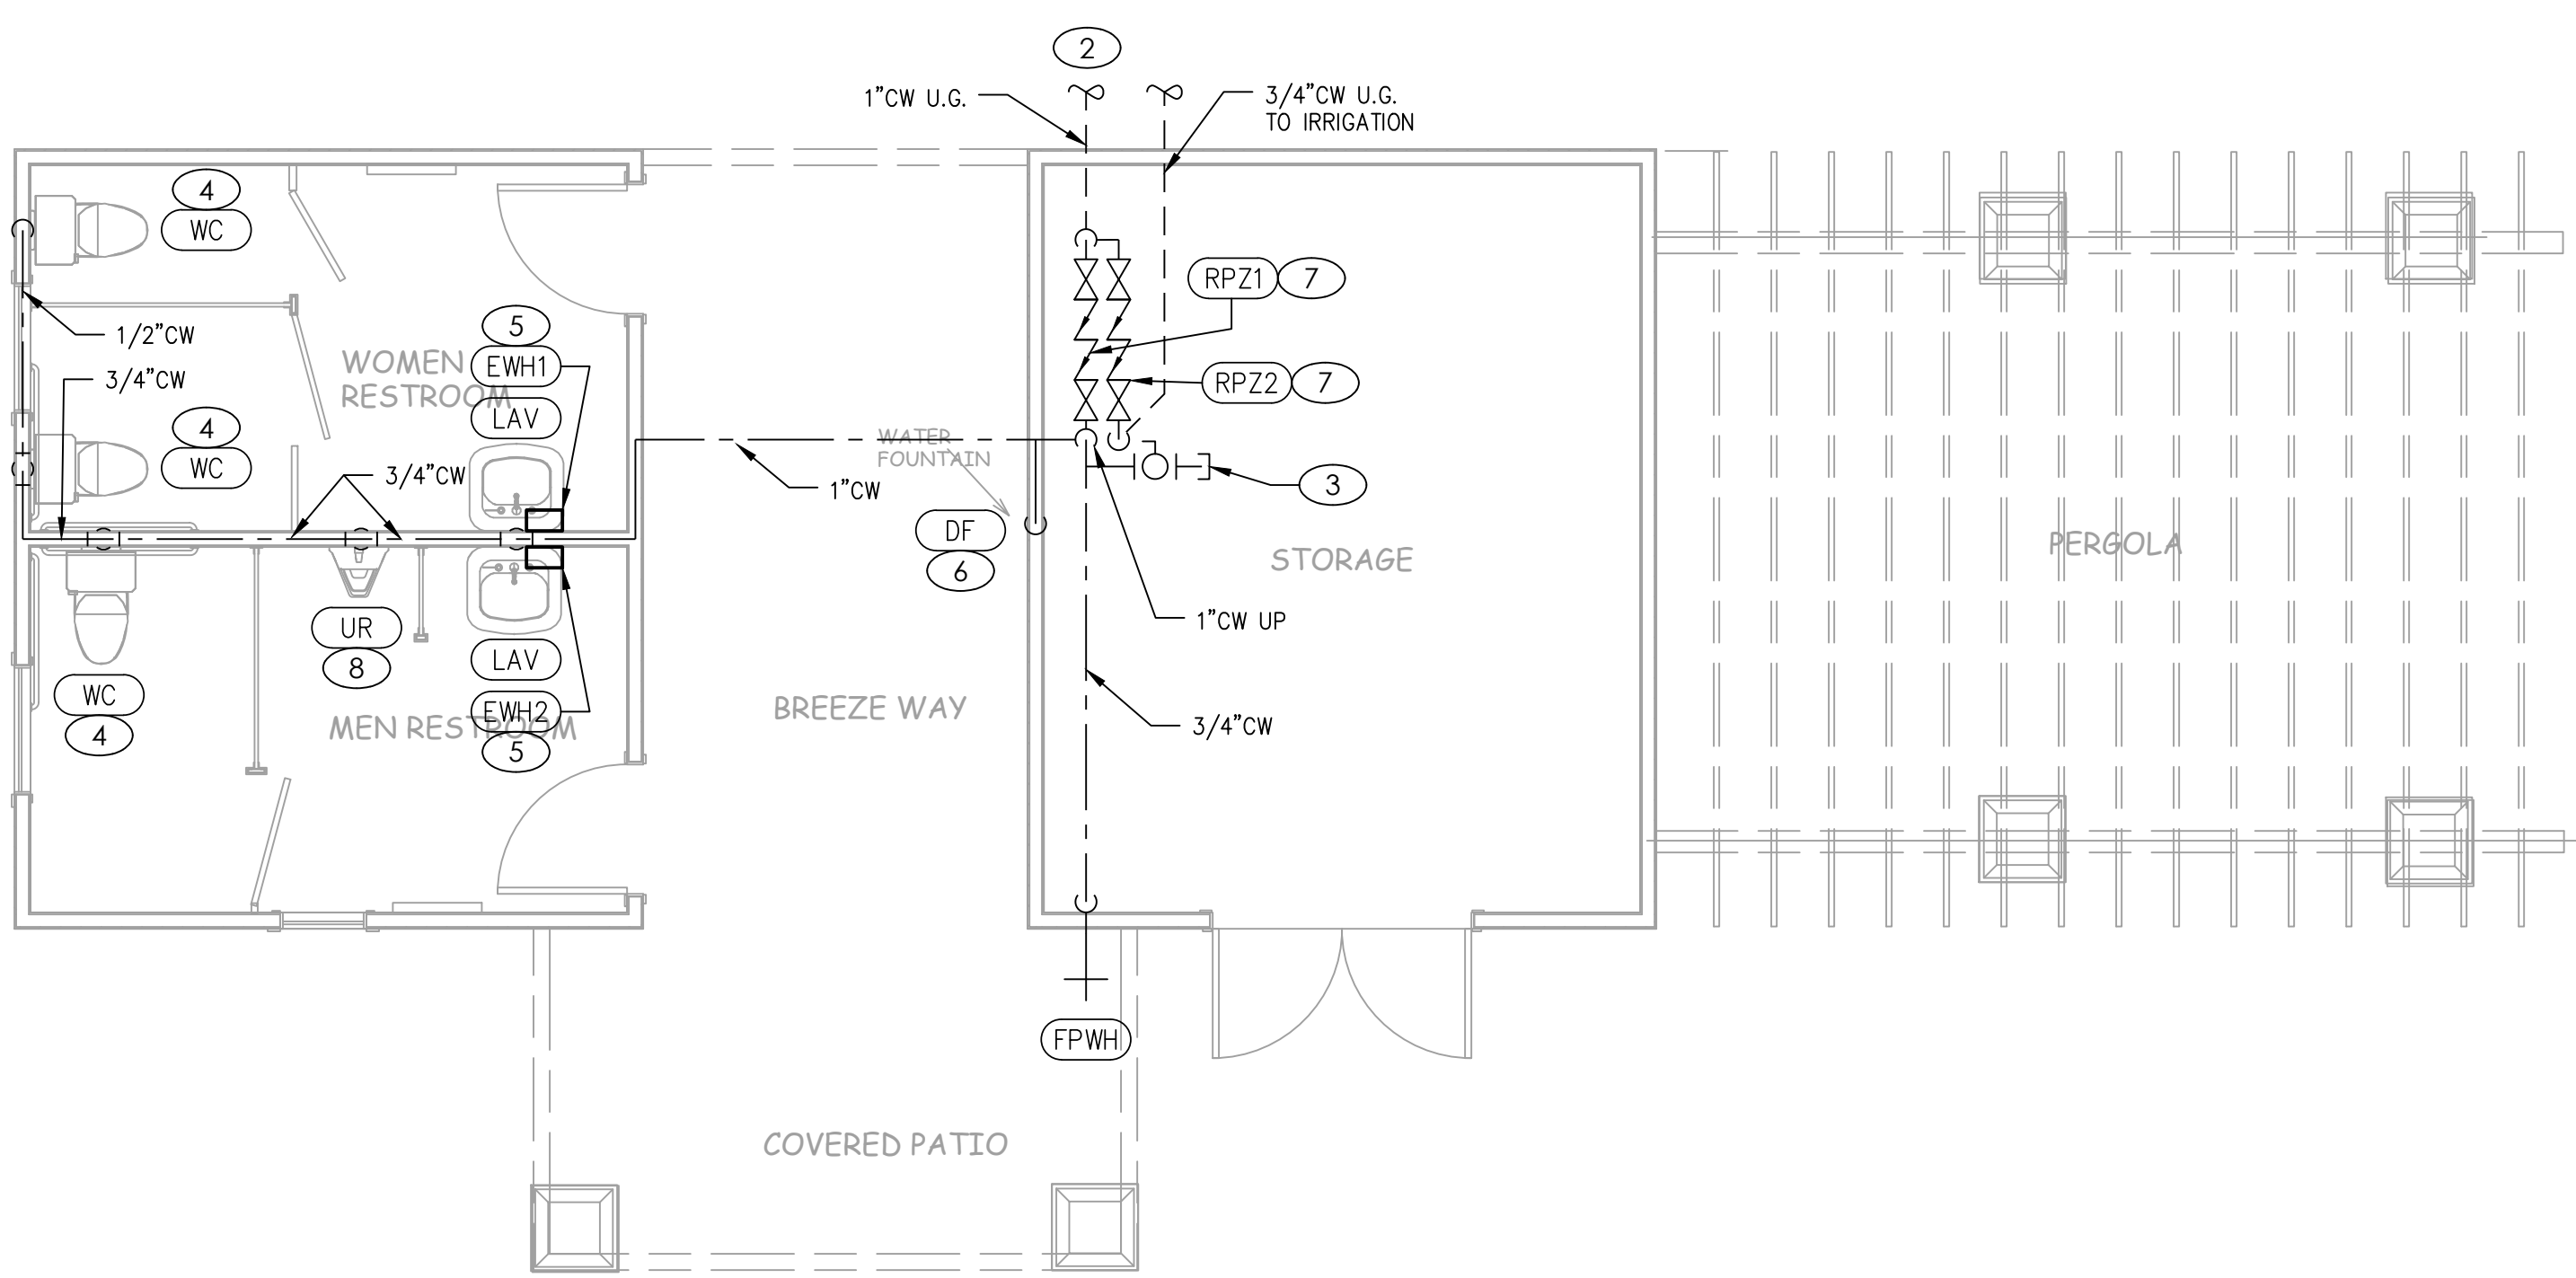 2
1"CW U.G.
3/4"CW U.G.
TO IRRIGATION
4
WC
1/2"CW
3/4"CW
WOMEN
RESTROOM
5
EWH1
LAV
4
WC
3/4"CW
RPZ1
7
RPZ2
7
WATER
FOUNTAIN
1"CW
3
DF
6
STORAGE
PERGOLA
1"CW UP
UR
8
LAV
WC
4
EWH2
MEN RESTROOM
5
BREEZE WAY
3/4"CW
FPWH
COVERED PATIO